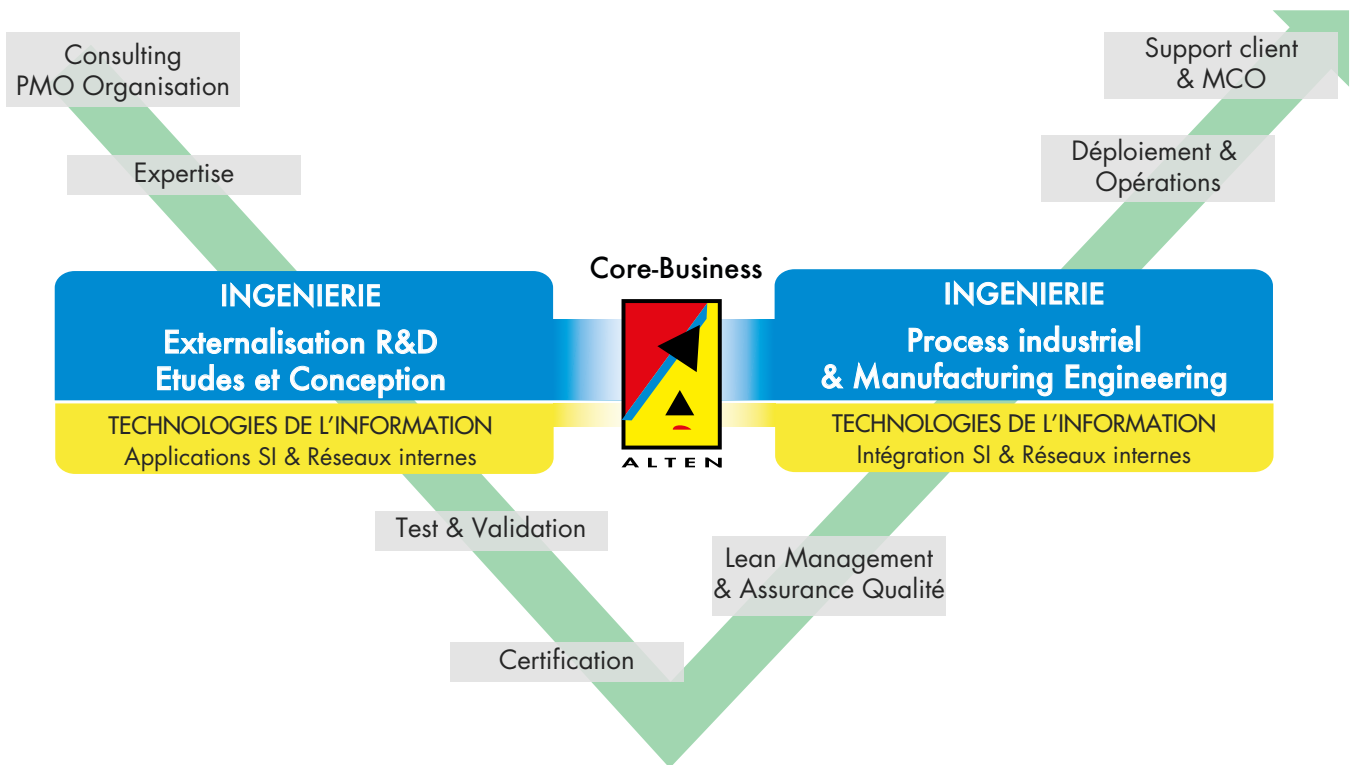 Consulting
PMO Organisation
Expertise
Support client
& MCO
Déploiement &
Opérations
INGENIERIE
Externalisation R&D
Etudes et Conception
TECHNOLOGIES DE L’INFORMATION
Applications SI & Réseaux internes
Core-Business
ALTEN
INGENIERIE
Process industriel
& Manufacturing Engineering
TECHNOLOGIES DE L’INFORMATION
Intégration SI & Réseaux internes
Test & Validation
Certification
Lean Management
& Assurance Qualité